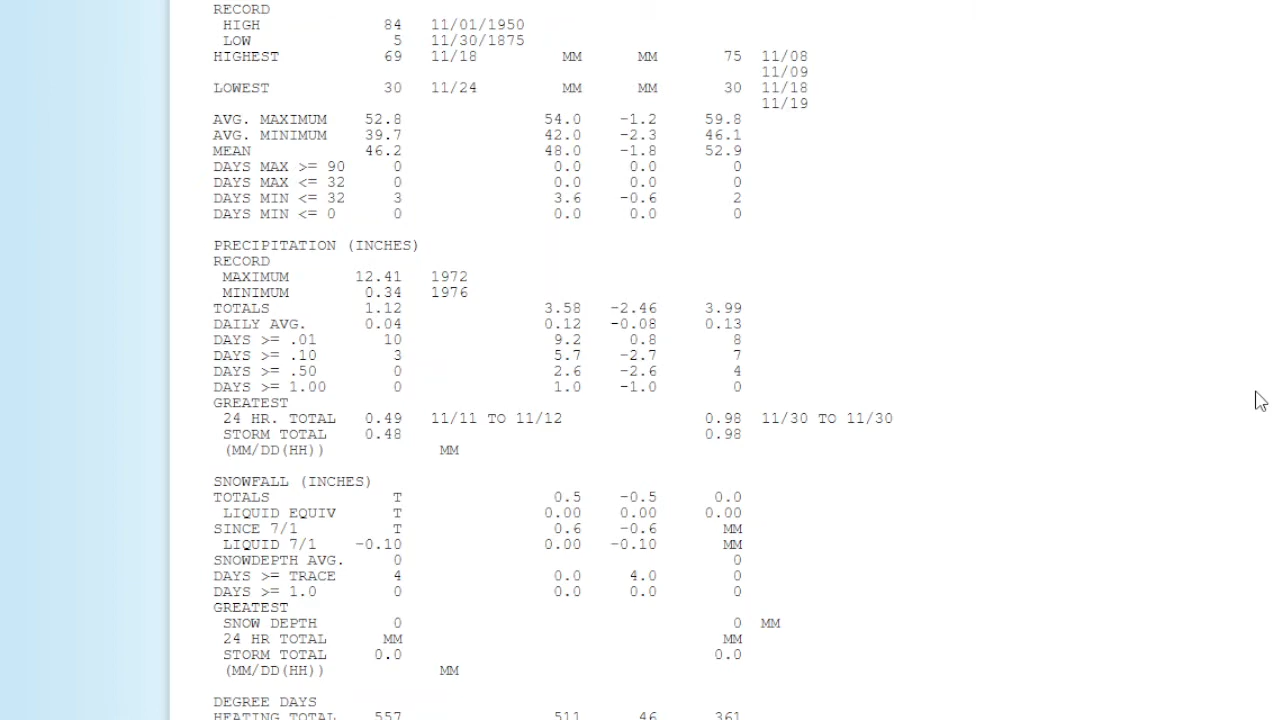 RECORD
HIGH 84 11/01/1950
LOW 5 11/30/1875
HIGHEST 69 11/18 MM MM 75 11/08
11/09
LOWEST 30 11/24 MM MM 30 11/18
11/19
AVG. MAXIMUM 52.8 54.0 -1.2 59.8
AVG. MINIMUM 39.7 42.0 -2.3 46.1
MEAN 46.2 48.0 -1.8 52.9
DAYS MAX >= 90 0 0.0 0.0 0
DAYS MAX <= 32 0 0.0 0.0 0
DAYS MIN <= 32 3 3.6 -0.6 2
DAYS MIN <= 0 0 0.0 0.0 0
PRECIPITATION (INCHES)
RECORD
MAXIMUM 12.41 1972
MINIMUM 0.34 1976
TOTALS 1.12 3.58 -2.46 3.99
DAILY AVG. 0.04 0.12 -0.08 0.13
DAYS >= .01 10 9.2 0.8 8
DAYS >= .10 3 5.7 -2.7 7
DAYS >= .50 0 2.6 -2.6 4
DAYS >= 1.00 0 1.0 -1.0 0
GREATEST
24 HR. TOTAL 0.49 11/11 TO 11/12 0.98 11/30 TO 11/30
STORM TOTAL 0.48 0.98
(MM/DD(HH)) MM
SNOWFALL (INCHES)
TOTALS T 0.5 -0.5 0.0
LIQUID EQUIV T 0.00 0.00 0.00
SINCE 7/1 T 0.6 -0.6 MM
LIQUID 7/1 -0.10 0.00 -0.10 MM
SNOWDEPTH AVG. 0 0
DAYS >= TRACE 4 0.0 4.0 0
DAYS >= 1.0 0 0.0 0.0 0
GREATEST
SNOW DEPTH 0 0 MM
24 HR TOTAL MM MM
STORM TOTAL 0.0 0.0
(MM/DD(HH)) MM
DEGREE DAYS
HEATING TOTAL 557 511 46 361